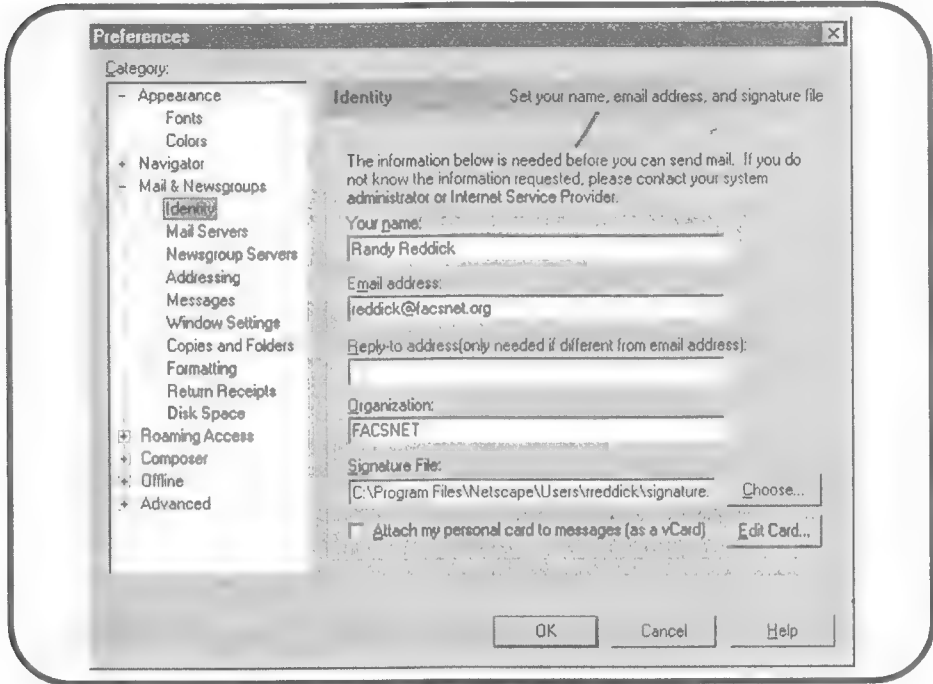 Preferences
Category:
- Appearance
Fonts
Colors
+ Navigator
- Mail & Newsgroups
Identity
Mail Servers
Newsgroup Servers
Addressing
Messages
Window Settings
Copies and Folders
Formatting
Return Receipts
Disk Space
+ Roaming Access
+ Composer
+ Offline
+ Advanced
Identity
Set your name, email address, and signature file
The information below is needed before you can send mail. If you do
not know the information requested, please contact your system
administrator or Internet Service Provider.
Your name:
Randy Reddick
Email address:
reddick@facsnet.org
Reply-to address(only needed if different from email address):
Organization:
FACSNET
Signature File:
C:\Program Files\Netscape\Users\rreddick\signature.
Choose...
Attach my personal card to messages (as a vCard)
Edit Card...
OK
Cancel
Help